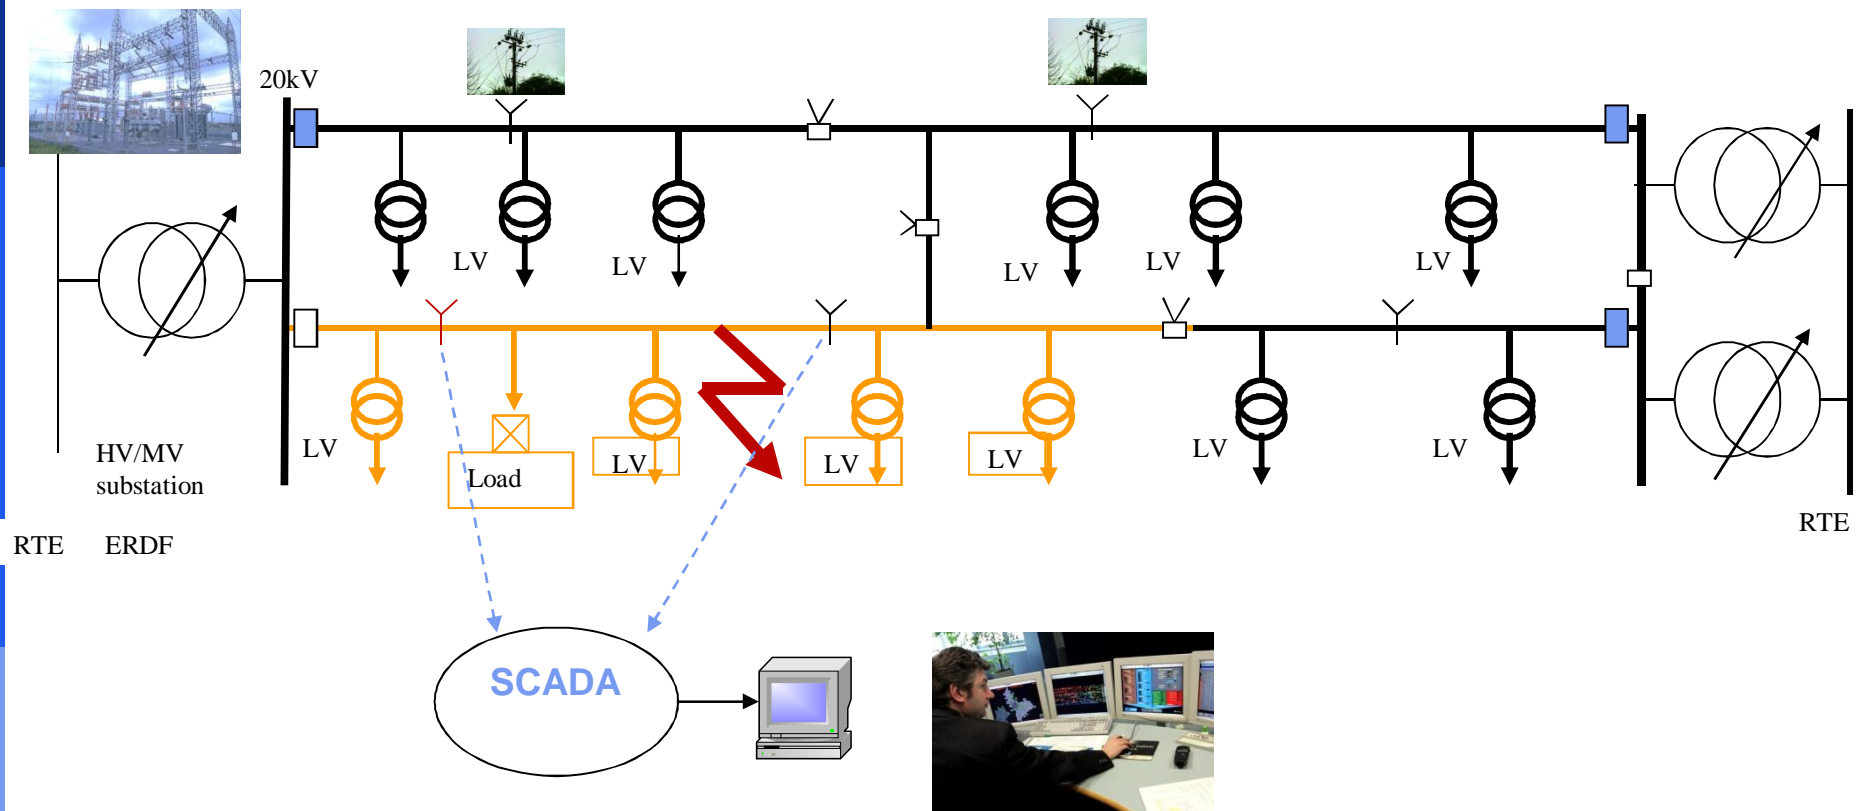 20kV
LV
LV
LV
LV
LV
LV
Load
LV
LV
LV
LV
LV
HV/MV
substation
RTE
ERDF
RTE
SCADA